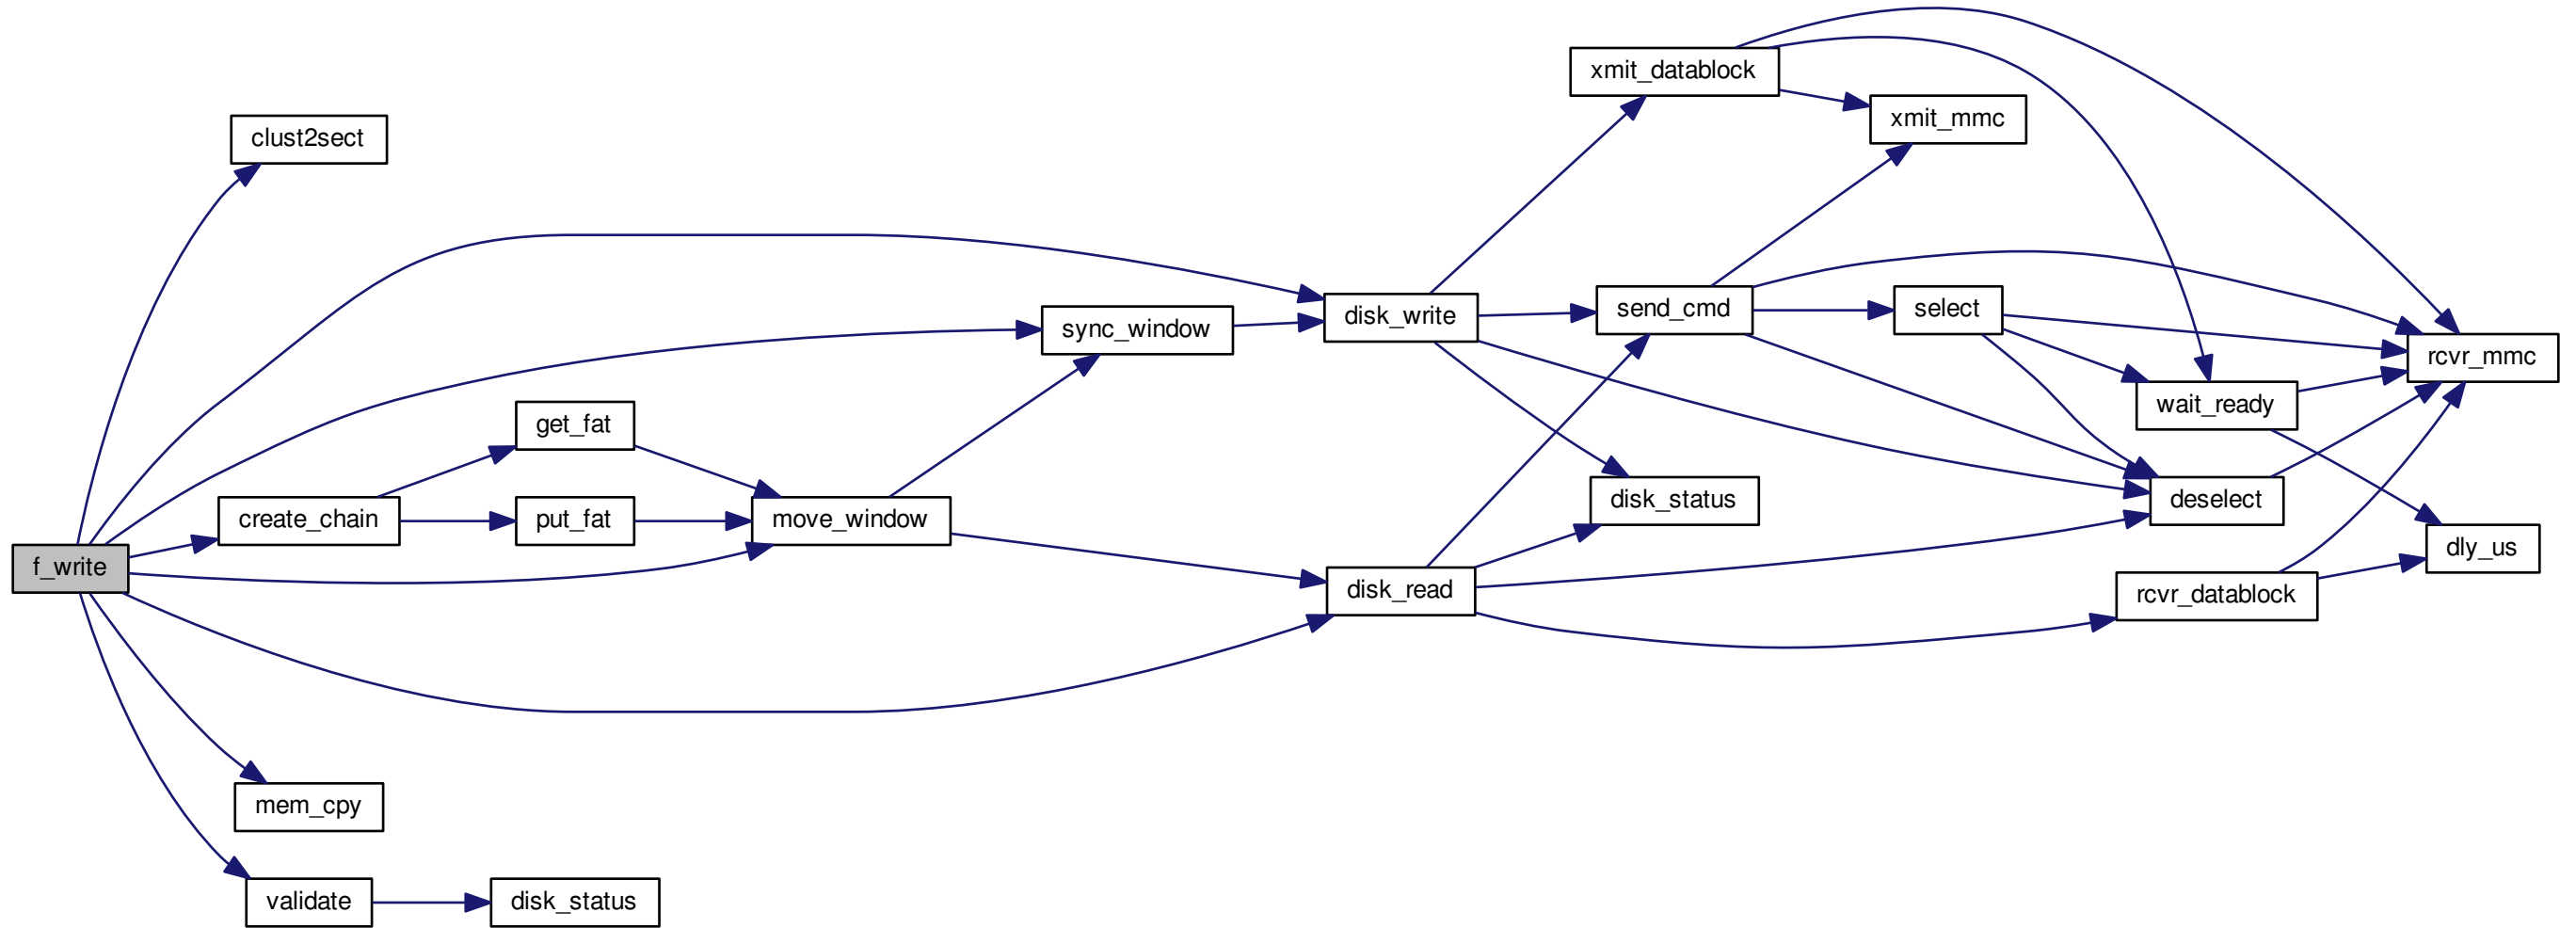 f_write
clust2sect
create_chain
mem_cpy
validate
get_fat
put_fat
disk_status
move_window
sync_window
disk_write
disk_read
xmit_datablock
send_cmd
disk_status
xmit_mmc
select
wait_ready
deselect
rcvr_datablock
rcvr_mmc
dly_us